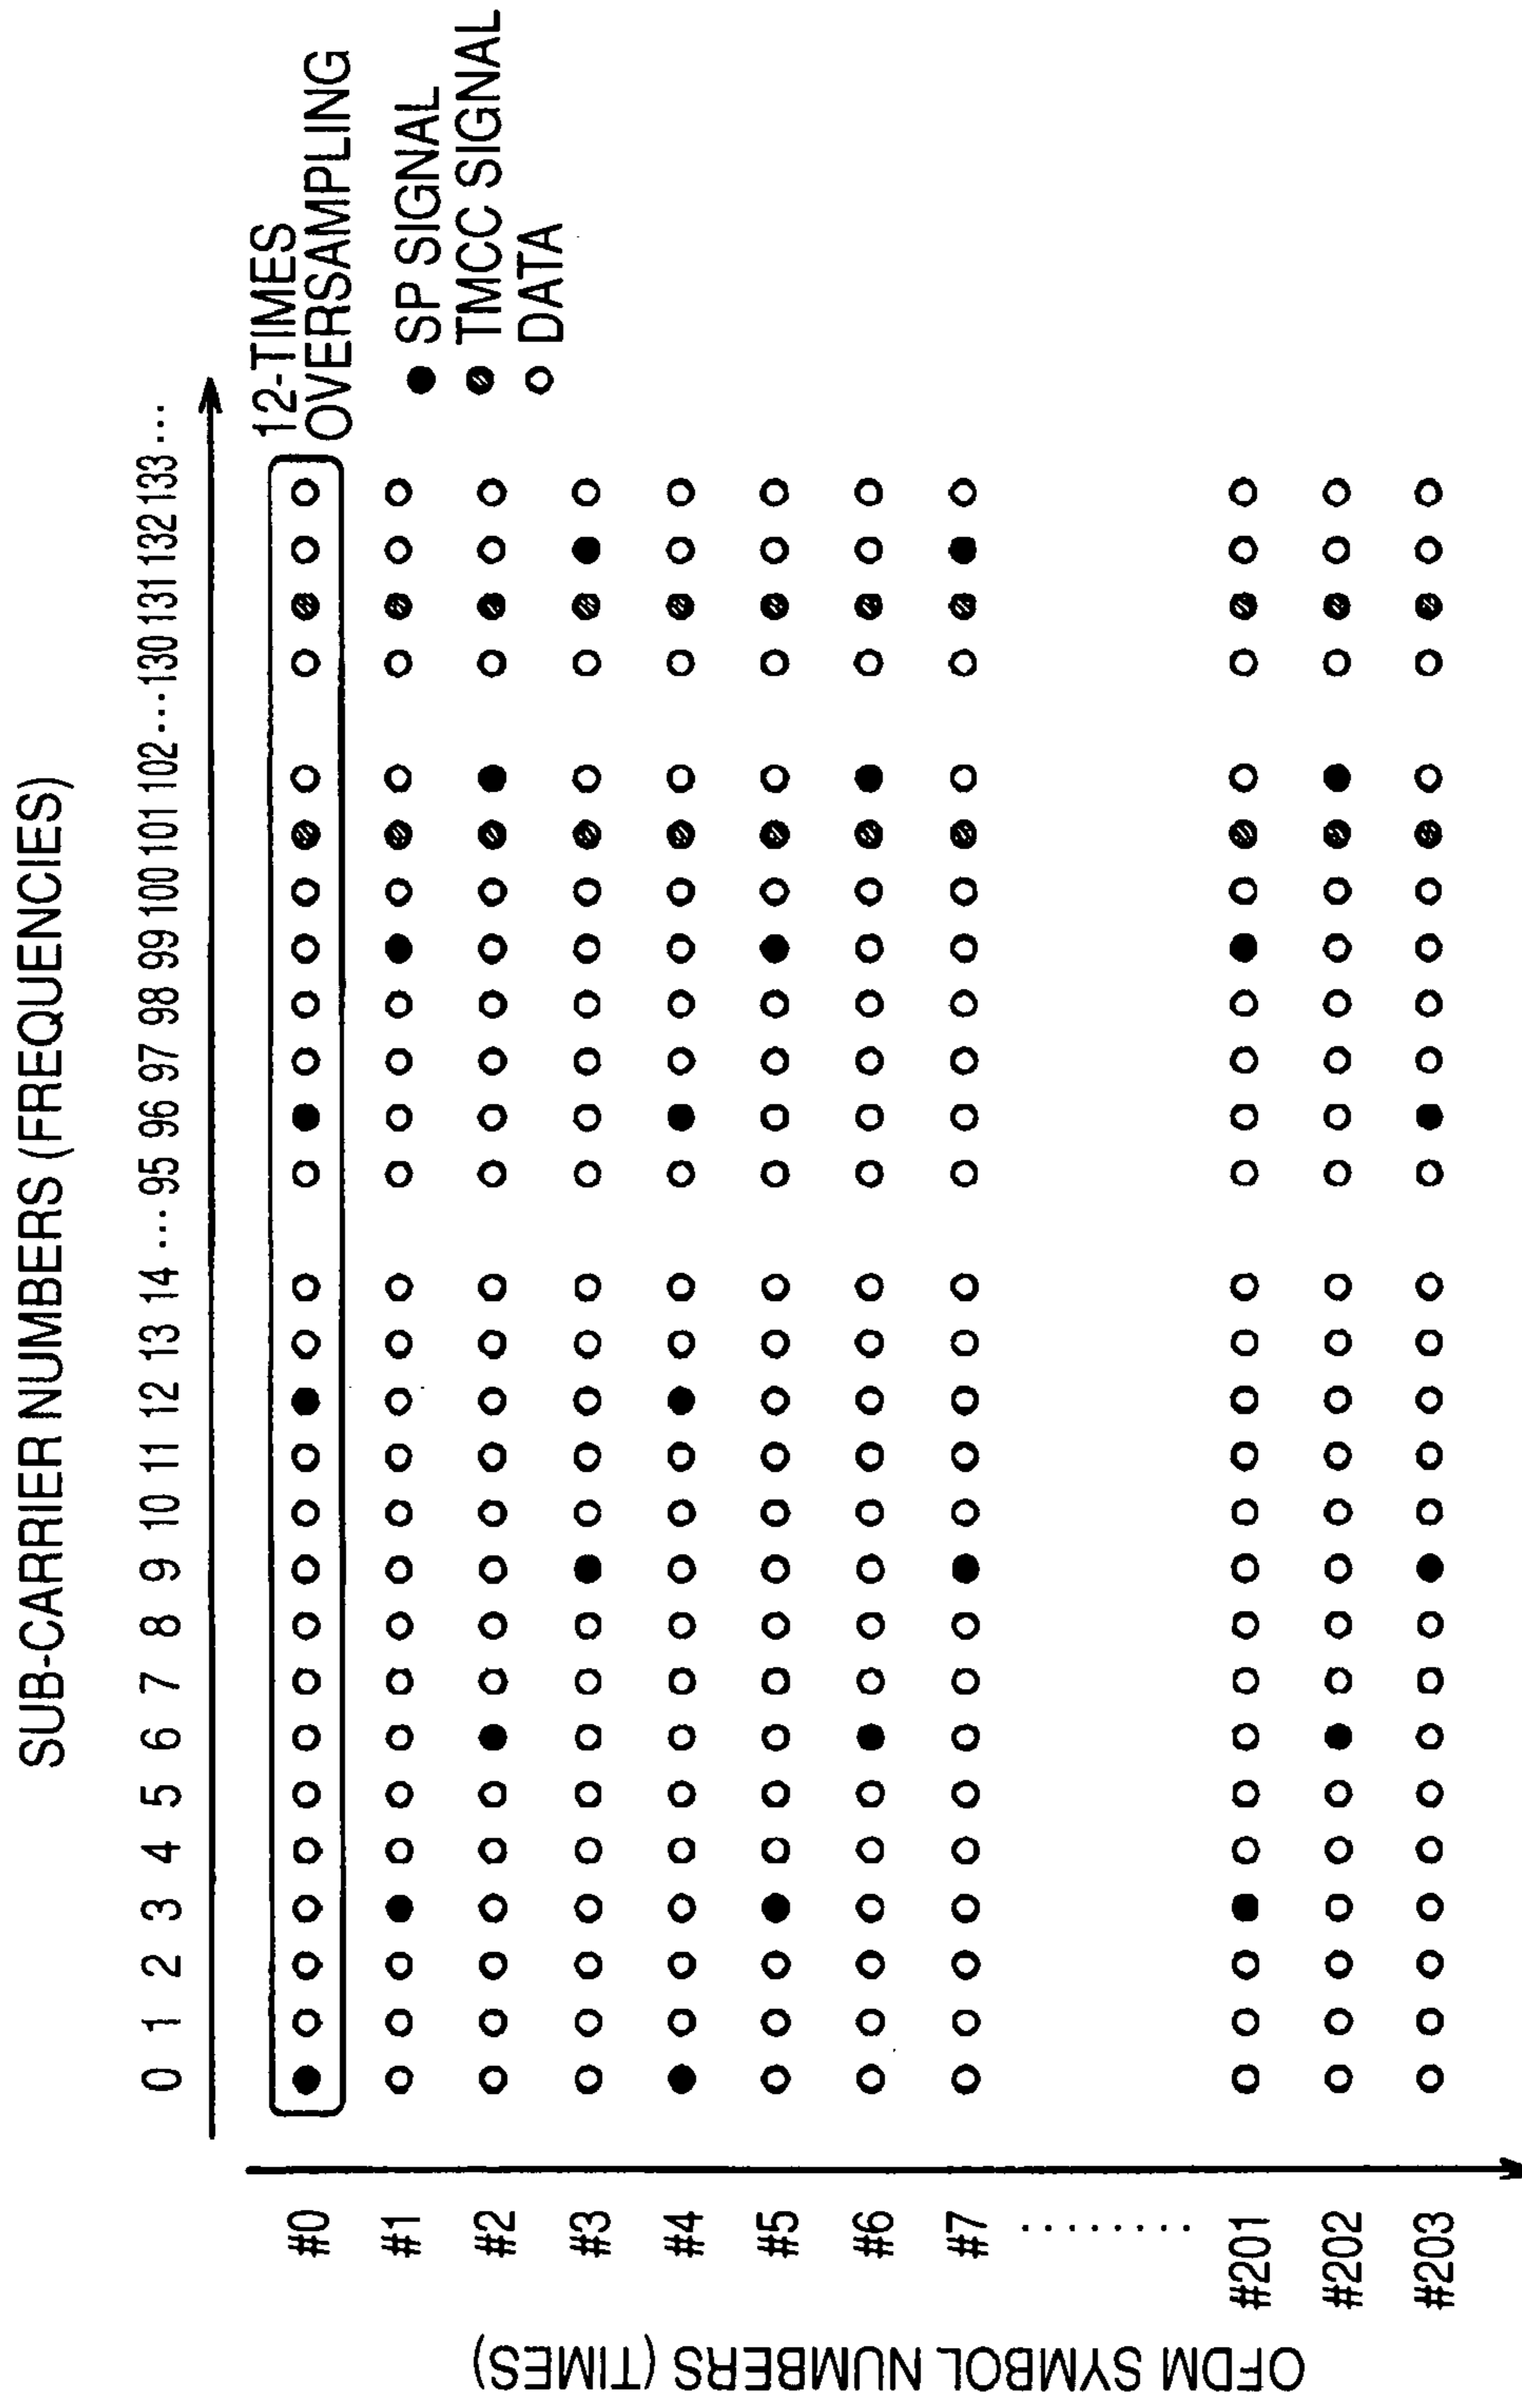 SUB-CARRIER NUMBERS (FREQUENCIES)
0 1 2 3 4 5 6 7 8 9 10 11 12 13 14 ... 95 96 97 98 99 100 101 102 ... 130 131 132 133 ...
12-TIMES
OVERSAMPLING
SP SIGNAL
TMCC SIGNAL
DATA
OFDM SYMBOL NUMBERS (TIMES)
#0
#1
#2
#3
#4
#5
#6
#7
........
#201
#202
#203